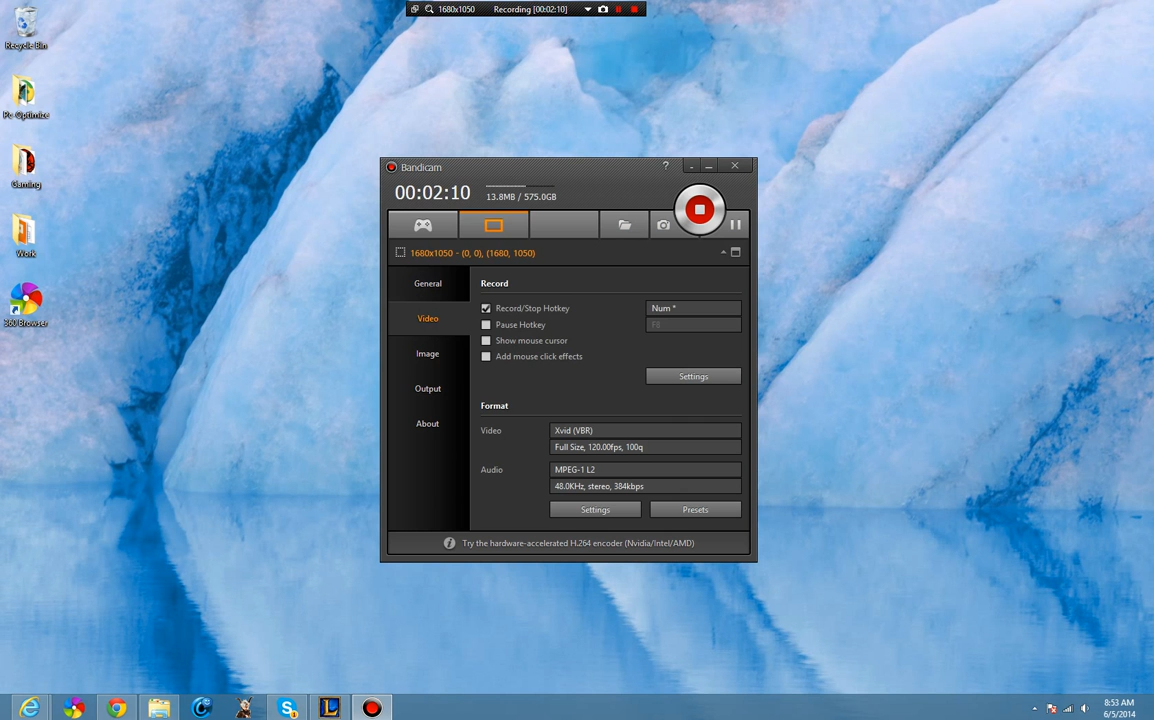 1680x1050 Recording [00:02:10]
Recycle Bin
Pc Optimize
Gaming
Work
360 Browser
Bandicam ?
00:02:10 13.8MB / 575.0GB
1680x1050 - (0, 0), (1680, 1050)
General
Video
Image
Output
About
Record
Record/Stop Hotkey Num *
Pause Hotkey F8
Show mouse cursor
Add mouse click effects
Settings
Format
Video Xvid (VBR)
Full Size, 120.00fps, 100q
Audio MPEG-1 L2
48.0KHz, stereo, 384kbps
Settings Presets
Try the hardware-accelerated H.264 encoder (Nvidia/Intel/AMD)
8:53 AM
6/5/2014